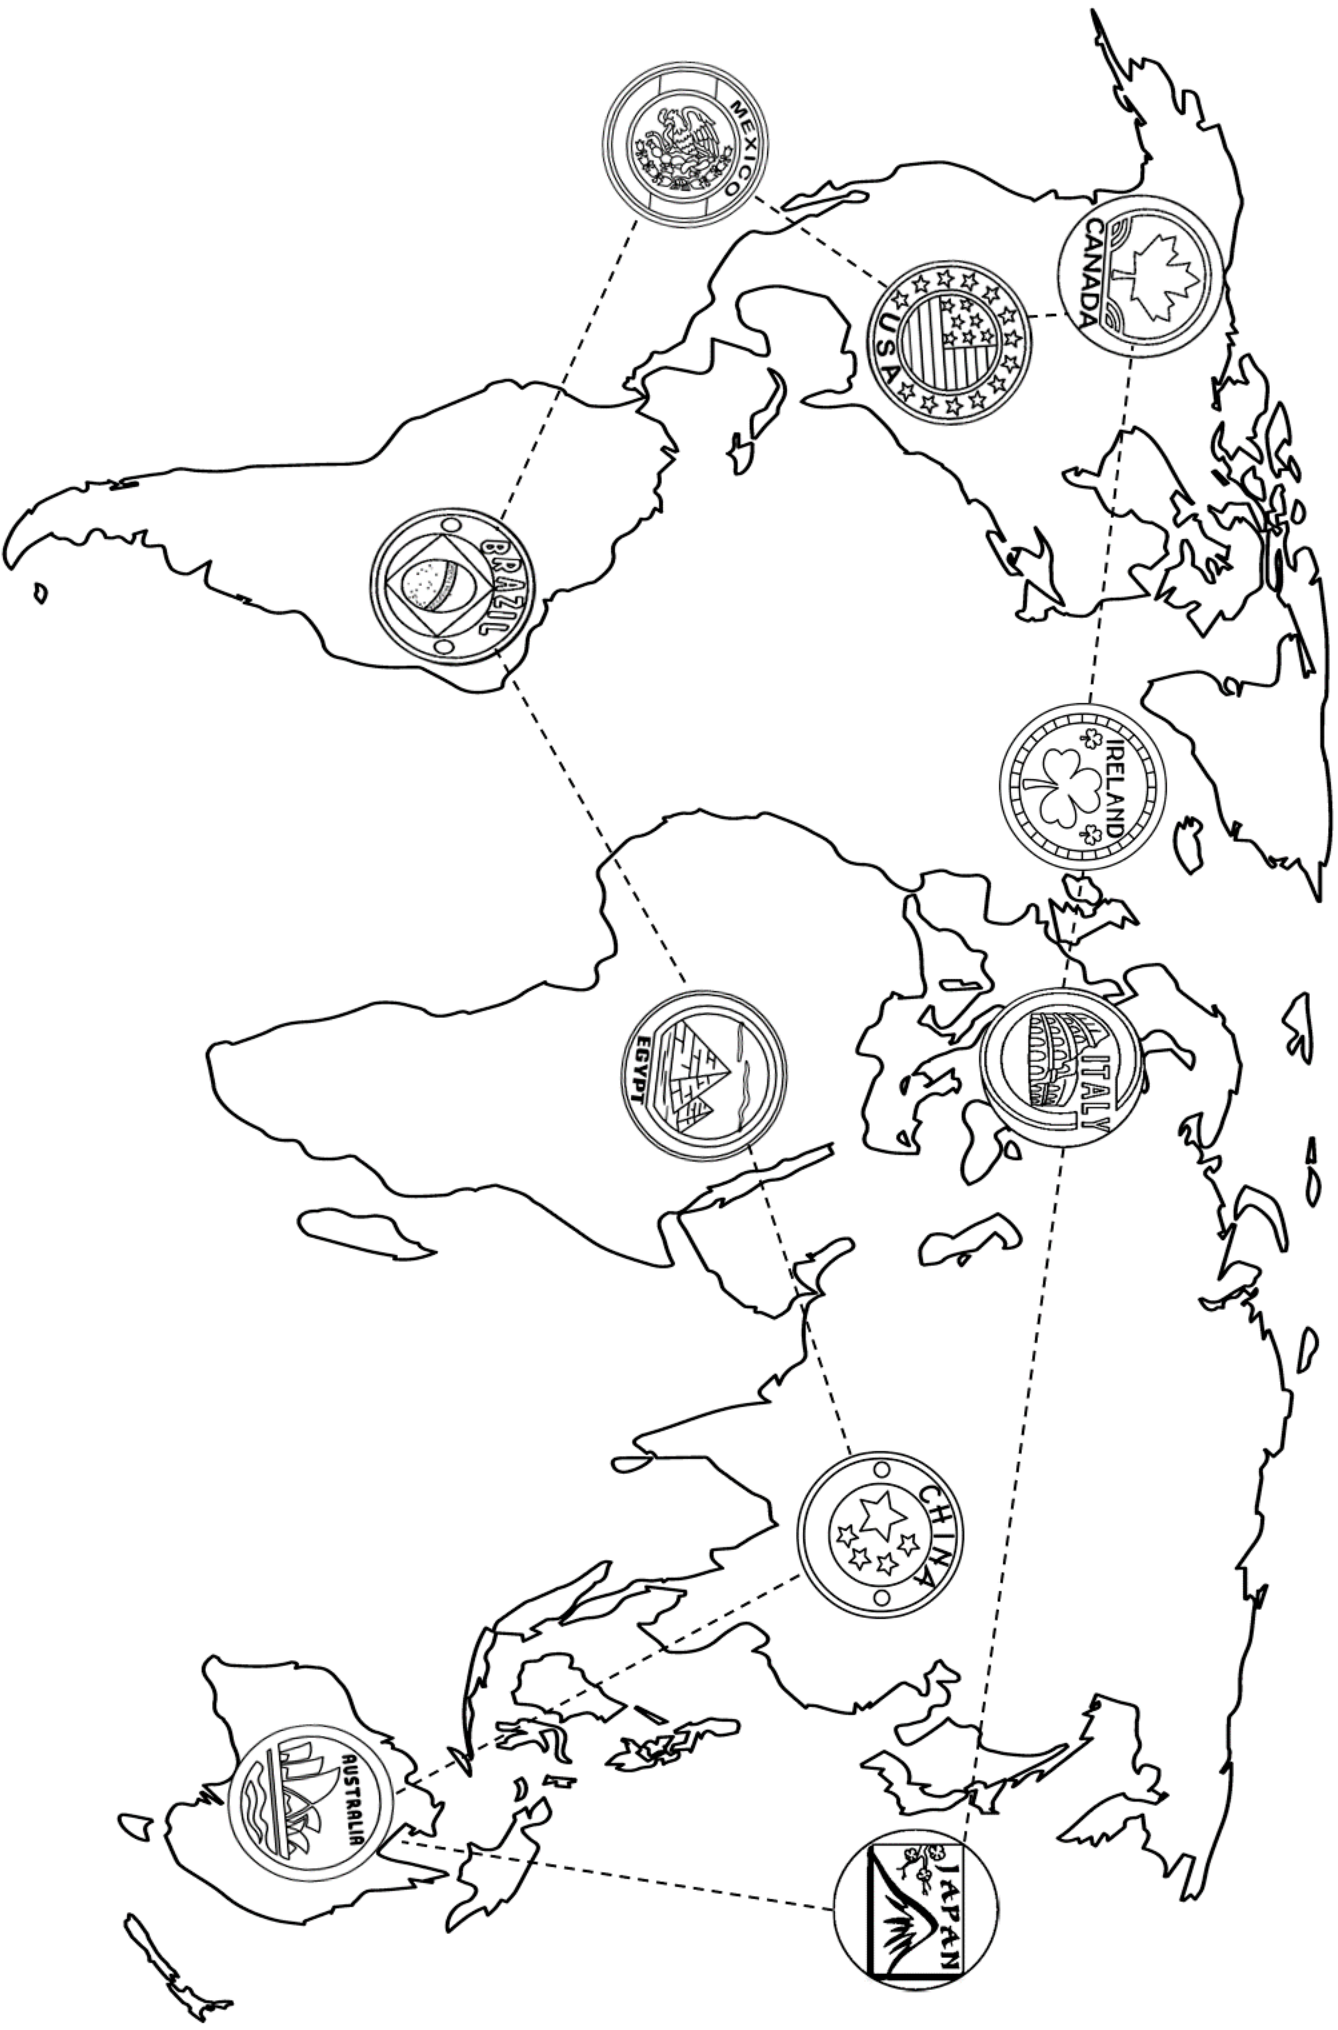 CANADA
USA
MEXICO
BRAZIL
IRELAND
ITALY
EGYPT
CHINA
JAPAN
AUSTRALIA